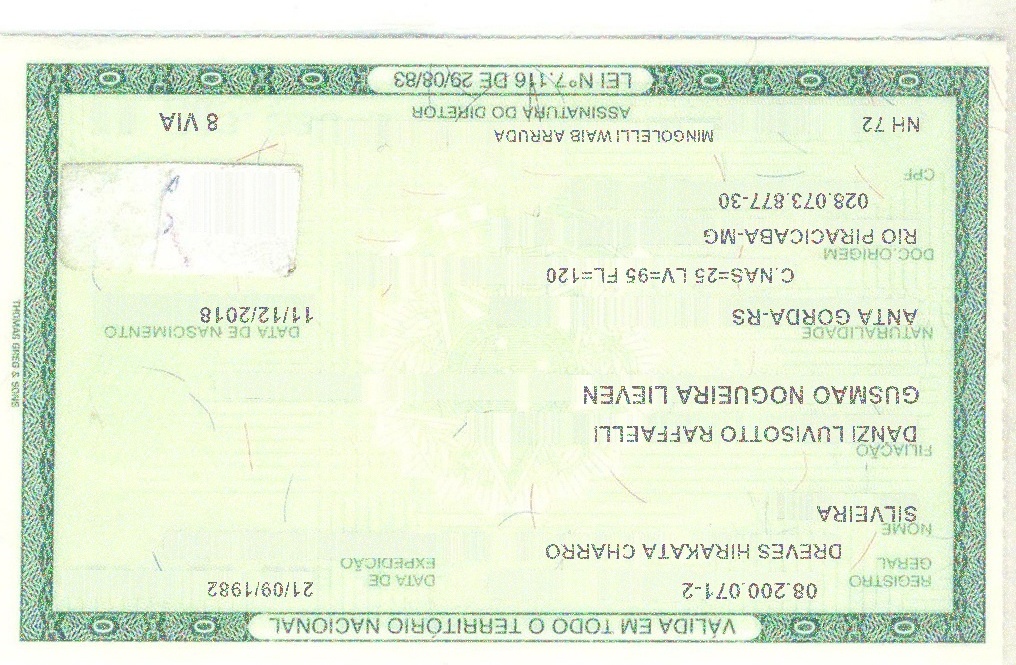 VÁLIDA EM TODO O TERRITÓRIO NACIONAL
REGISTRO GERAL 08.200.071-2 DATA DE EXPEDIÇÃO 21/09/1982
NOME DREVES HIRAKATA CHARRO
SILVEIRA
FILIAÇÃO
DANZI LUVISOTTO RAFFAELLI
GUSMAO NOGUEIRA LIEVEN
NATURALIDADE DATA DE NASCIMENTO
ANTA GORDA-RS 11/12/2018
C.NAS=25 LV=95 FL=120
DOC.ORIGEM
RIO PIRACICABA-MG
028.073.877-30
CPF
MINGOLELLI WAIB ARRUDA
NH 72 ASSINATURA DO DIRETOR 8 VIA
LEI Nº 7.116 DE 29/08/83
THOMAS GREG & SONS